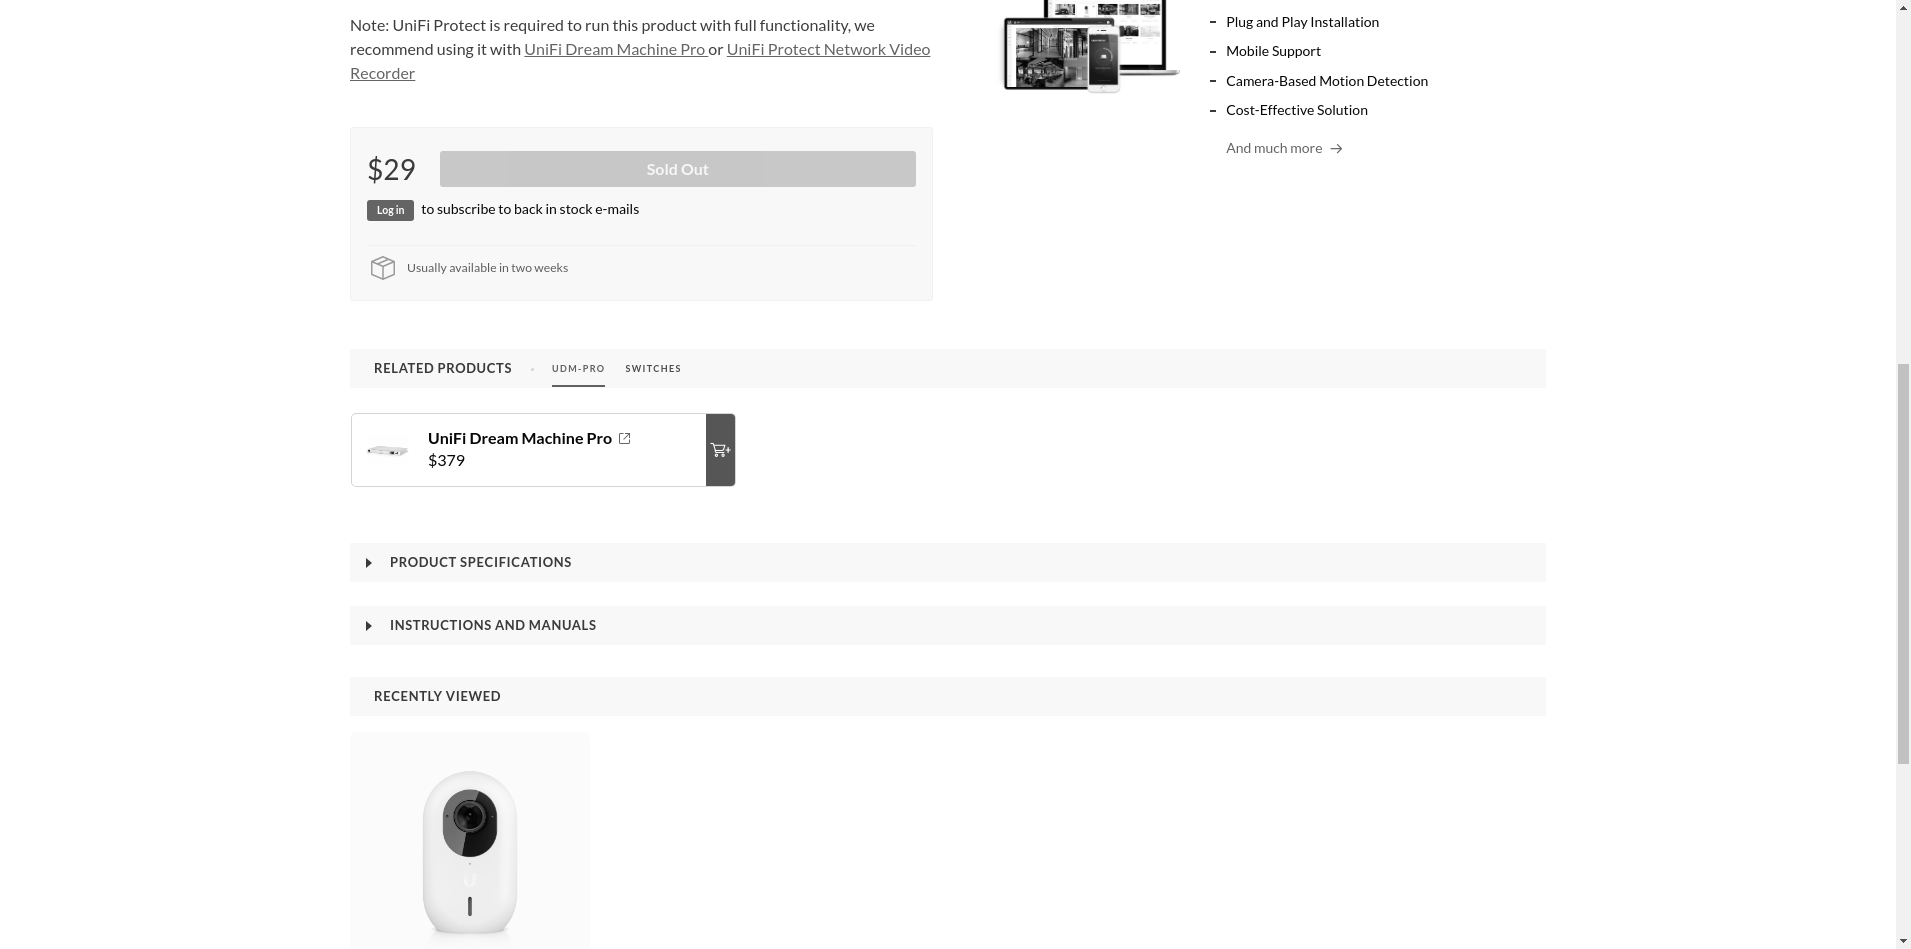 Note: UniFi Protect is required to run this product with full functionality, we
recommend using it with UniFi Dream Machine Pro or UniFi Protect Network Video
Recorder
Plug and Play Installation
Mobile Support
Camera-Based Motion Detection
Cost-Effective Solution
And much more →
$29
Sold Out
Log in to subscribe to back in stock e-mails
Usually available in two weeks
RELATED PRODUCTS · UDM-PRO SWITCHES
UniFi Dream Machine Pro
$379
PRODUCT SPECIFICATIONS
INSTRUCTIONS AND MANUALS
RECENTLY VIEWED